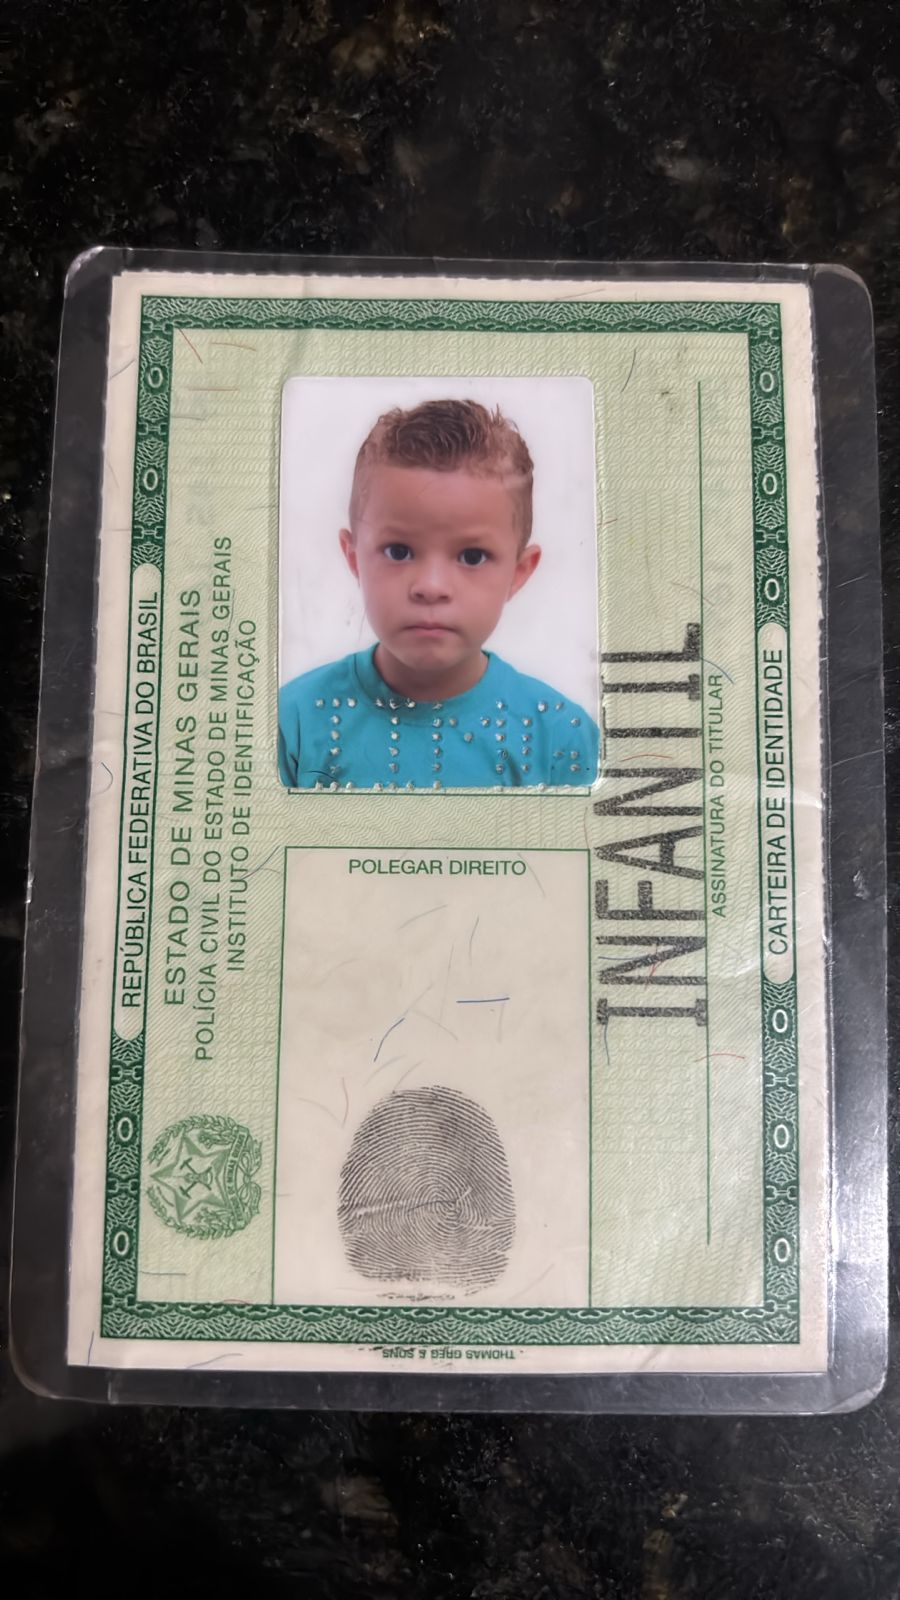 REPÚBLICA FEDERATIVA DO BRASIL
ESTADO DE MINAS GERAIS
POLÍCIA CIVIL DO ESTADO DE MINAS GERAIS
INSTITUTO DE IDENTIFICAÇÃO
POLEGAR DIREITO
INFANTIL
ASSINATURA DO TITULAR
CARTEIRA DE IDENTIDADE
THOMAS GREG & SONS